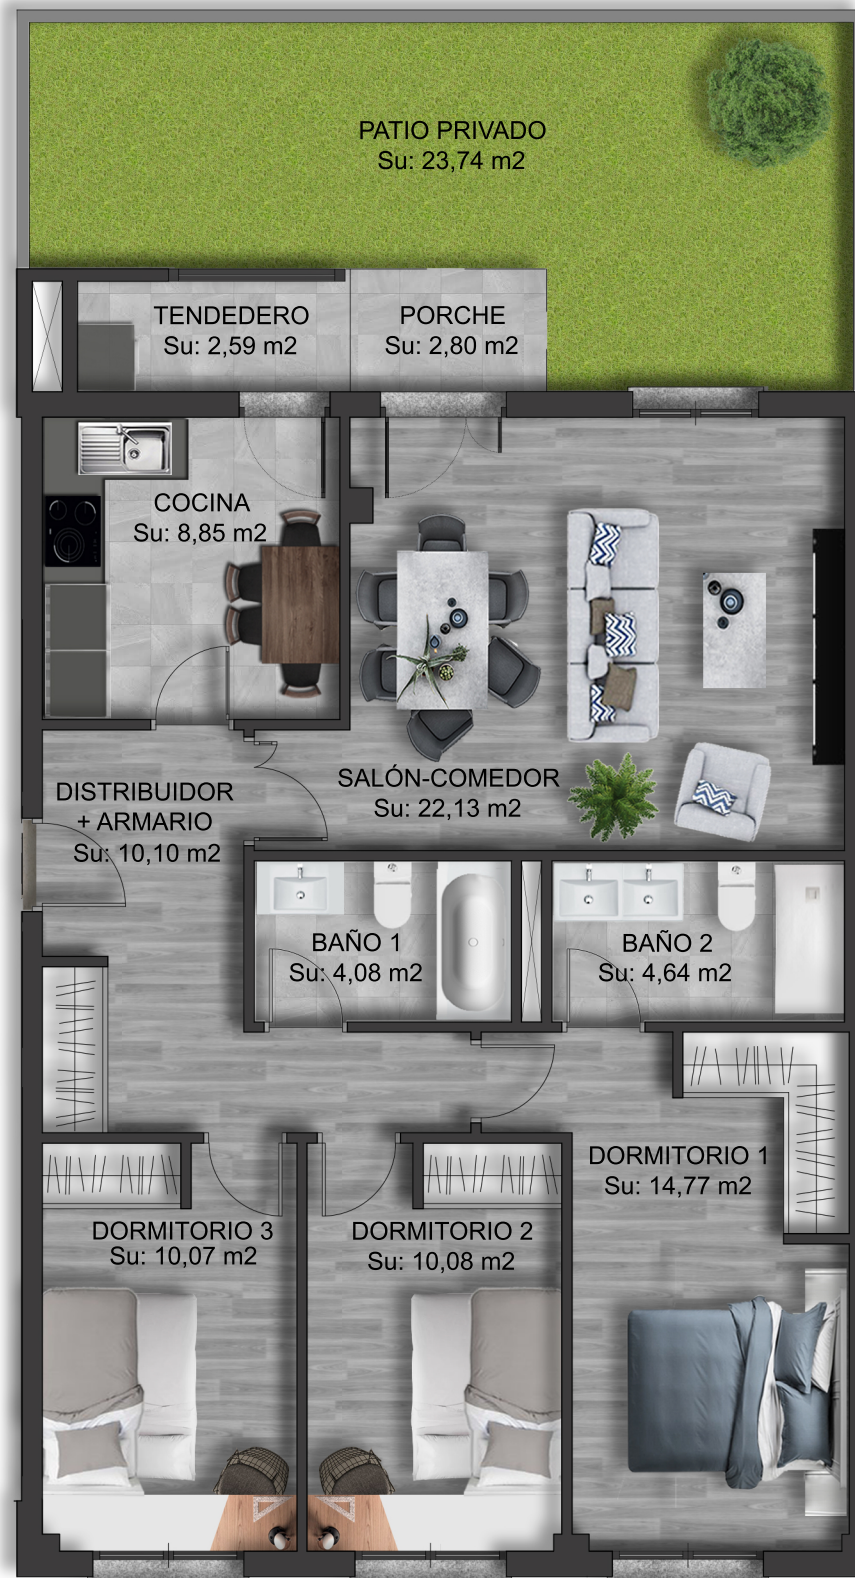 PATIO PRIVADO
Su: 23,74 m2
TENDEDERO
Su: 2,59 m2
PORCHE
Su: 2,80 m2
COCINA
Su: 8,85 m2
SALÓN-COMEDOR
Su: 22,13 m2
DISTRIBUIDOR
+ ARMARIO
Su: 10,10 m2
BAÑO 1
Su: 4,08 m2
BAÑO 2
Su: 4,64 m2
DORMITORIO 1
Su: 14,77 m2
DORMITORIO 3
Su: 10,07 m2
DORMITORIO 2
Su: 10,08 m2